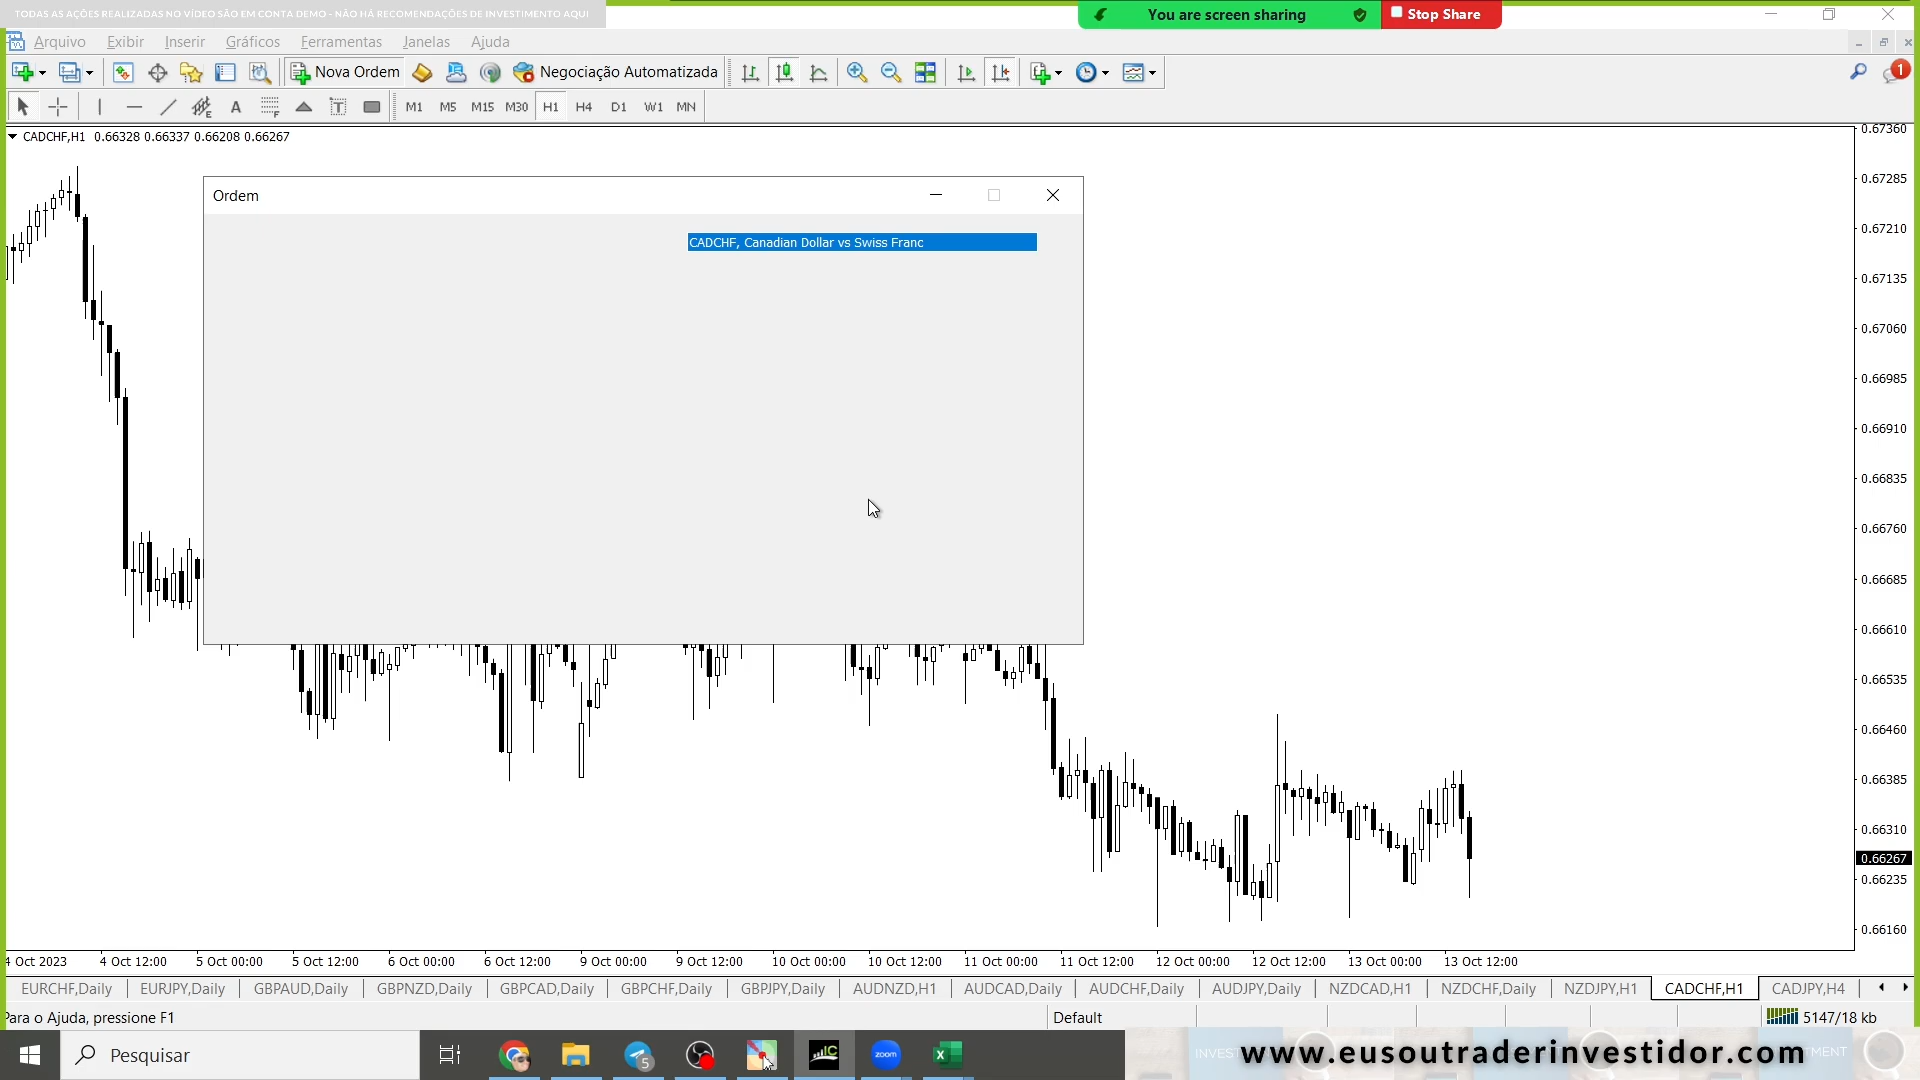 TODAS AS AÇÕES REALIZADAS NO VÍDEO SÃO EM CONTA DEMO - NÃO HÁ RECOMENDAÇÕES DE INVESTIMENTO AQUI
You are screen sharing
Stop Share
Arquivo Exibir Inserir Gráficos Ferramentas Janelas Ajuda
Nova Ordem Negociação Automatizada
1
E A F T M1 M5 M15 M30 H1 H4 D1 W1 MN
CADCHF,H1 0.66328 0.66337 0.66208 0.66267
Ordem
CADCHF, Canadian Dollar vs Swiss Franc
0.67360
0.67285
0.67210
0.67135
0.67060
0.66985
0.66910
0.66835
0.66760
0.66685
0.66610
0.66535
0.66460
0.66385
0.66310
0.66267
0.66235
0.66160
4 Oct 2023 4 Oct 12:00 5 Oct 00:00 5 Oct 12:00 6 Oct 00:00 6 Oct 12:00 9 Oct 00:00 9 Oct 12:00 10 Oct 00:00 10 Oct 12:00 11 Oct 00:00 11 Oct 12:00 12 Oct 00:00 12 Oct 12:00 13 Oct 00:00 13 Oct 12:00
EURCHF,Daily EURJPY,Daily GBPAUD,Daily GBPNZD,Daily GBPCAD,Daily GBPCHF,Daily GBPJPY,Daily AUDNZD,H1 AUDCAD,Daily AUDCHF,Daily AUDJPY,Daily NZDCAD,H1 NZDCHF,Daily NZDJPY,H1 CADCHF,H1 CADJPY,H4
Para o Ajuda, pressione F1 Default 5147/18 kb
Pesquisar 5 IC zoom
www.eusoutraderinvestidor.com